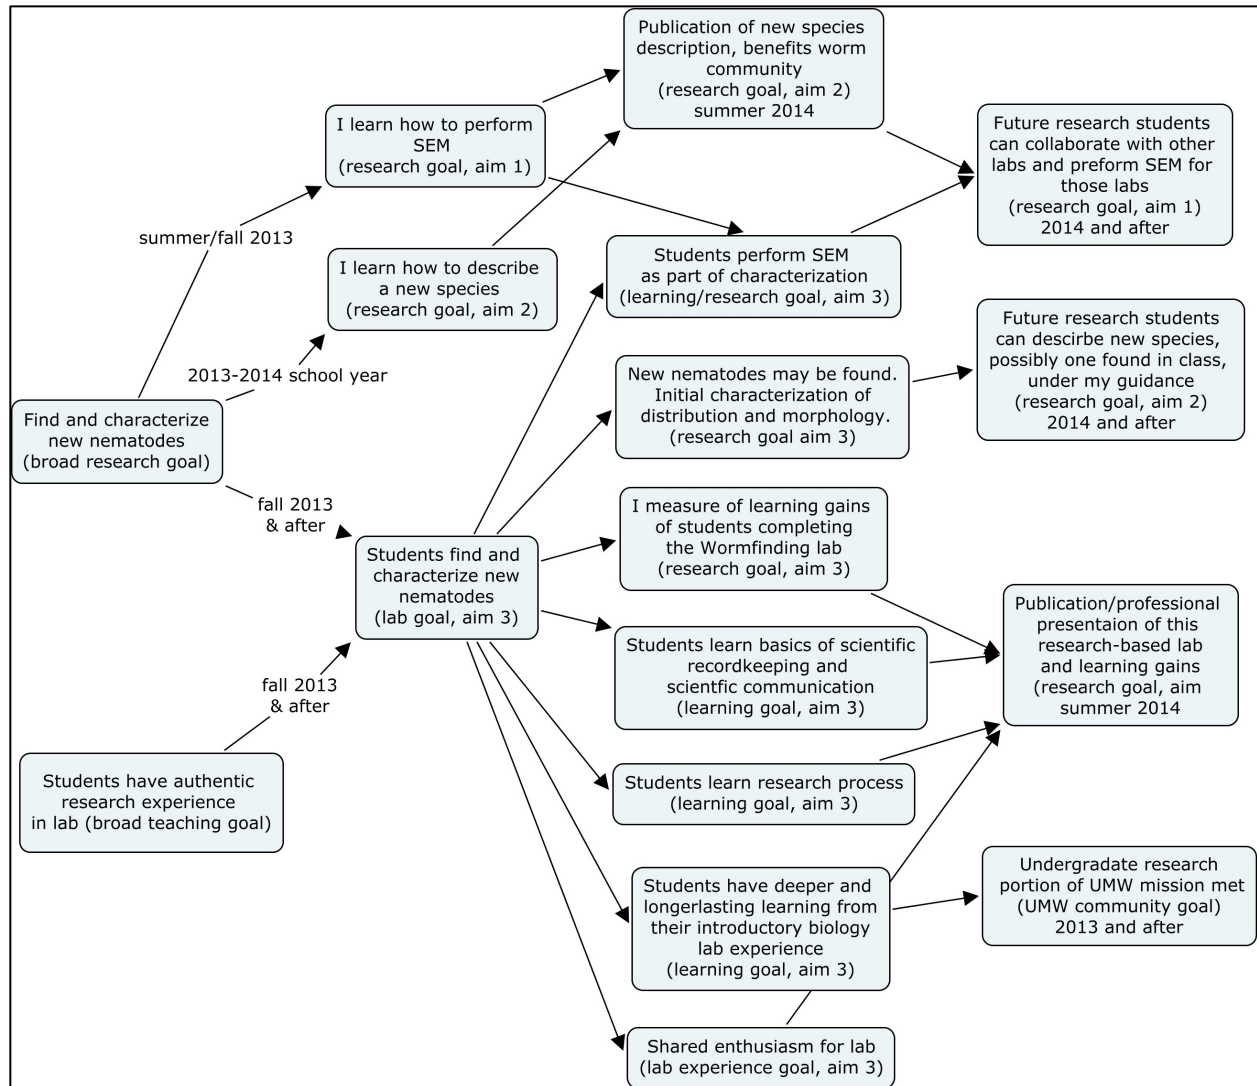 Publication of new species
description, benefits worm
community
(research goal, aim 2)
summer 2014
I learn how to perform
SEM
(research goal, aim 1)
Future research students
can collaborate with other
labs and preform SEM for
those labs
(research goal, aim 1)
2014 and after
summer/fall 2013
I learn how to describe
a new species
(research goal, aim 2)
Students perform SEM
as part of characterization
(learning/research goal, aim 3)
Future research students
can descirbe new species,
possibly one found in class,
under my guidance
(research goal, aim 2)
2014 and after
2013-2014 school year
New nematodes may be found.
Initial characterization of
distribution and morphology.
(research goal aim 3)
Find and characterize
new nematodes
(broad research goal)
fall 2013
& after
I measure of learning gains
of students completing
the Wormfinding lab
(research goal, aim 3)
Students find and
characterize new
nematodes
(lab goal, aim 3)
Publication/professional
presentaion of this
research-based lab
and learning gains
(research goal, aim
summer 2014
Students learn basics of scientific
recordkeeping and
scientfic communication
(learning goal, aim 3)
fall 2013
& after
Students have authentic
research experience
in lab (broad teaching goal)
Students learn research process
(learning goal, aim 3)
Students have deeper and
longerlasting learning from
their introductory biology
lab experience
(learning goal, aim 3)
Undergradate research
portion of UMW mission met
(UMW community goal)
2013 and after
Shared enthusiasm for lab
(lab experience goal, aim 3)